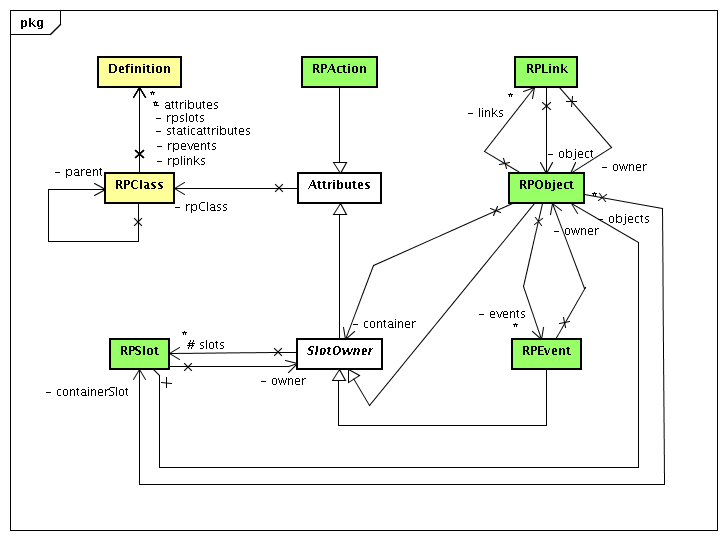 pkg
Definition
RPAction
RPLink
*
- attributes
- rpslots
- staticattributes
- rpevents
- rplinks
*
- links
- object
- owner
- parent
RPClass
Attributes
RPObject
- rpClass
*
- objects
- owner
- events
*
- container
*
# slots
RPSlot
SlotOwner
RPEvent
- owner
- containerSlot